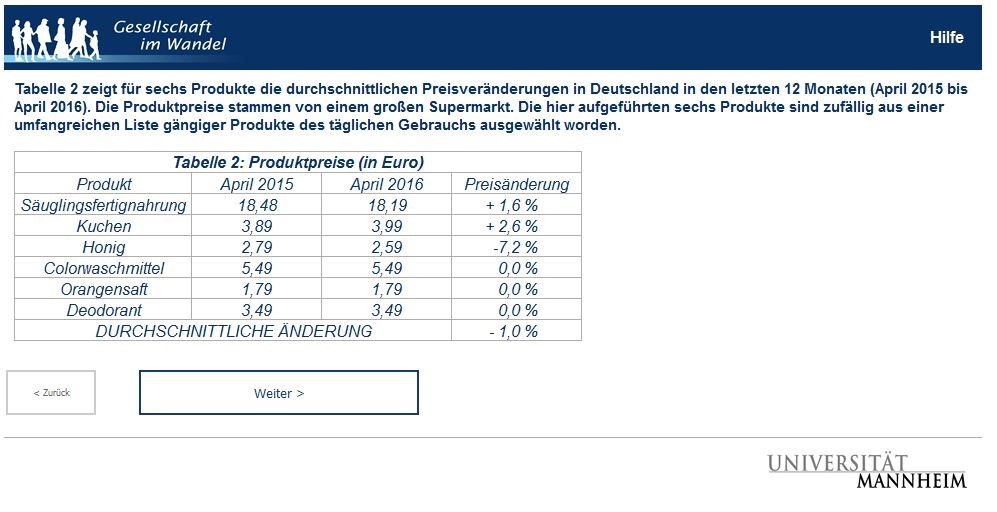 Gesellschaft
im Wandel
Hilfe
Tabelle 2 zeigt für sechs Produkte die durchschnittlichen Preisveränderungen in Deutschland in den letzten 12 Monaten (April 2015 bis
April 2016). Die Produktpreise stammen von einem großen Supermarkt. Die hier aufgeführten sechs Produkte sind zufällig aus einer
umfangreichen Liste gängiger Produkte des täglichen Gebrauchs ausgewählt worden.
Tabelle 2: Produktpreise (in Euro)
Produkt April 2015 April 2016 Preisänderung
Säuglingsfertignahrung 18,48 18,19 + 1,6 %
Kuchen 3,89 3,99 + 2,6 %
Honig 2,79 2,59 -7,2 %
Colorwaschmittel 5,49 5,49 0,0 %
Orangensaft 1,79 1,79 0,0 %
Deodorant 3,49 3,49 0,0 %
DURCHSCHNITTLICHE ÄNDERUNG - 1,0 %
< Zurück Weiter >
UNIVERSITÄT
MANNHEIM